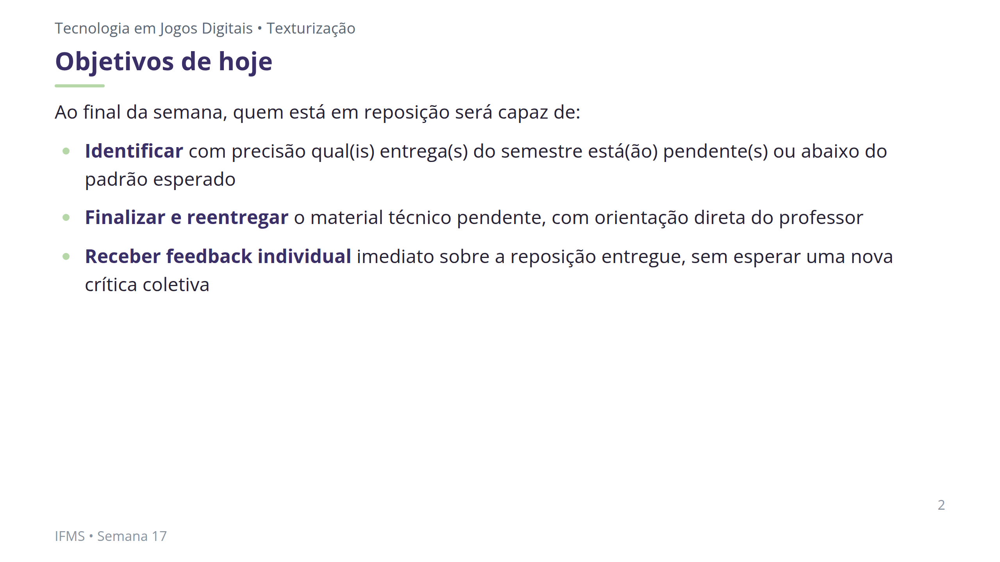 Tecnologia em Jogos Digitais • Texturização
Objetivos de hoje
Ao final da semana, quem está em reposição será capaz de:
• Identificar com precisão qual(is) entrega(s) do semestre está(ão) pendente(s) ou abaixo do
padrão esperado
• Finalizar e reentregar o material técnico pendente, com orientação direta do professor
• Receber feedback individual imediato sobre a reposição entregue, sem esperar uma nova
crítica coletiva
2
IFMS • Semana 17